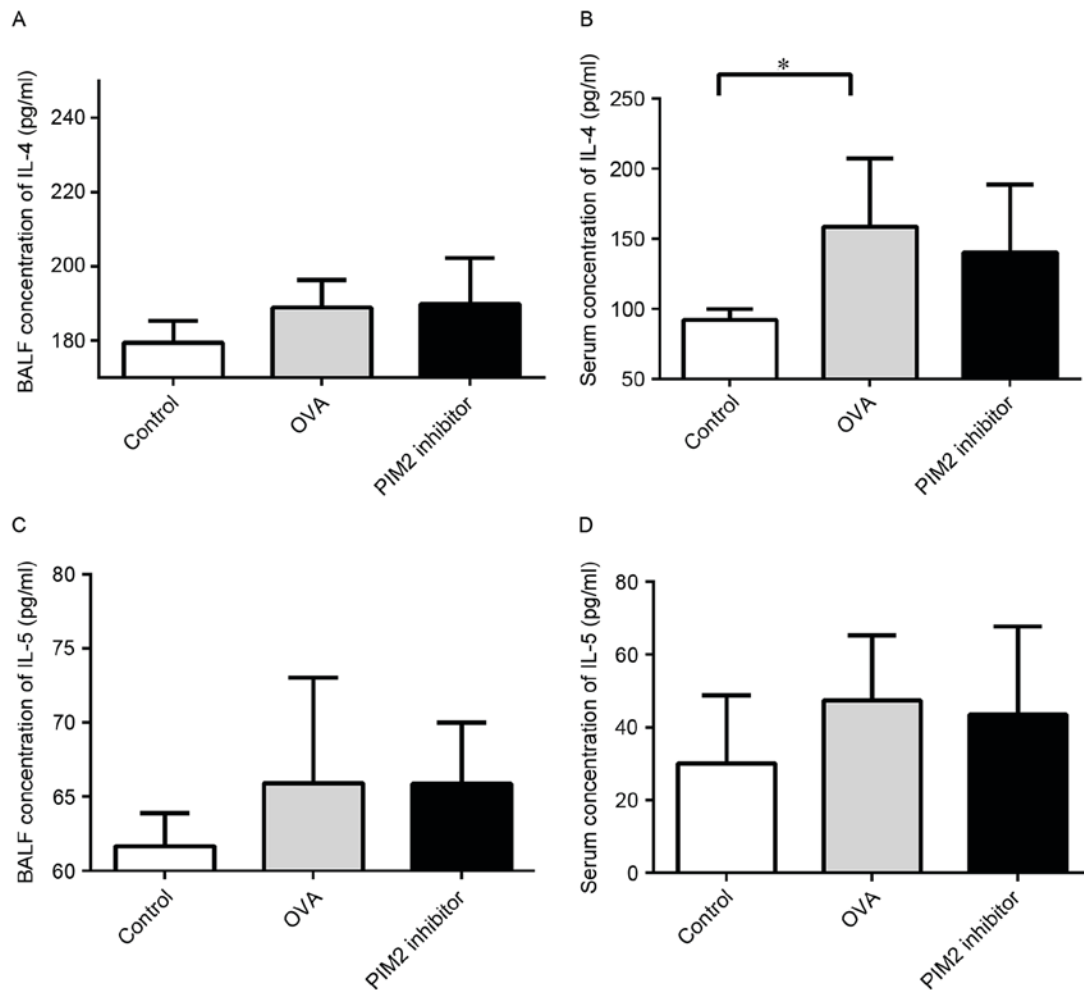 A
BALF concentration of IL-4 (pg/ml)
240
220
200
180
Control
OVA
PIM2 inhibitor
B
*
Serum concentration of IL-4 (pg/ml)
250
200
150
100
50
Control
OVA
PIM2 inhibitor
C
BALF concentration of IL-5 (pg/ml)
80
75
70
65
60
Control
OVA
PIM2 inhibitor
D
Serum concentration of IL-5 (pg/ml)
80
60
40
20
0
Control
OVA
PIM2 inhibitor